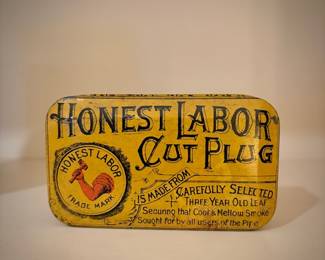 HONEST LABOR
CUT PLUG
HONEST LABOR
TRADE MARK
IS MADE FROM
CAREFULLY SELECTED
THREE YEAR OLD LEAF
Securing that Cool & Mellow Smoke
Sought for by all users of the Pipe